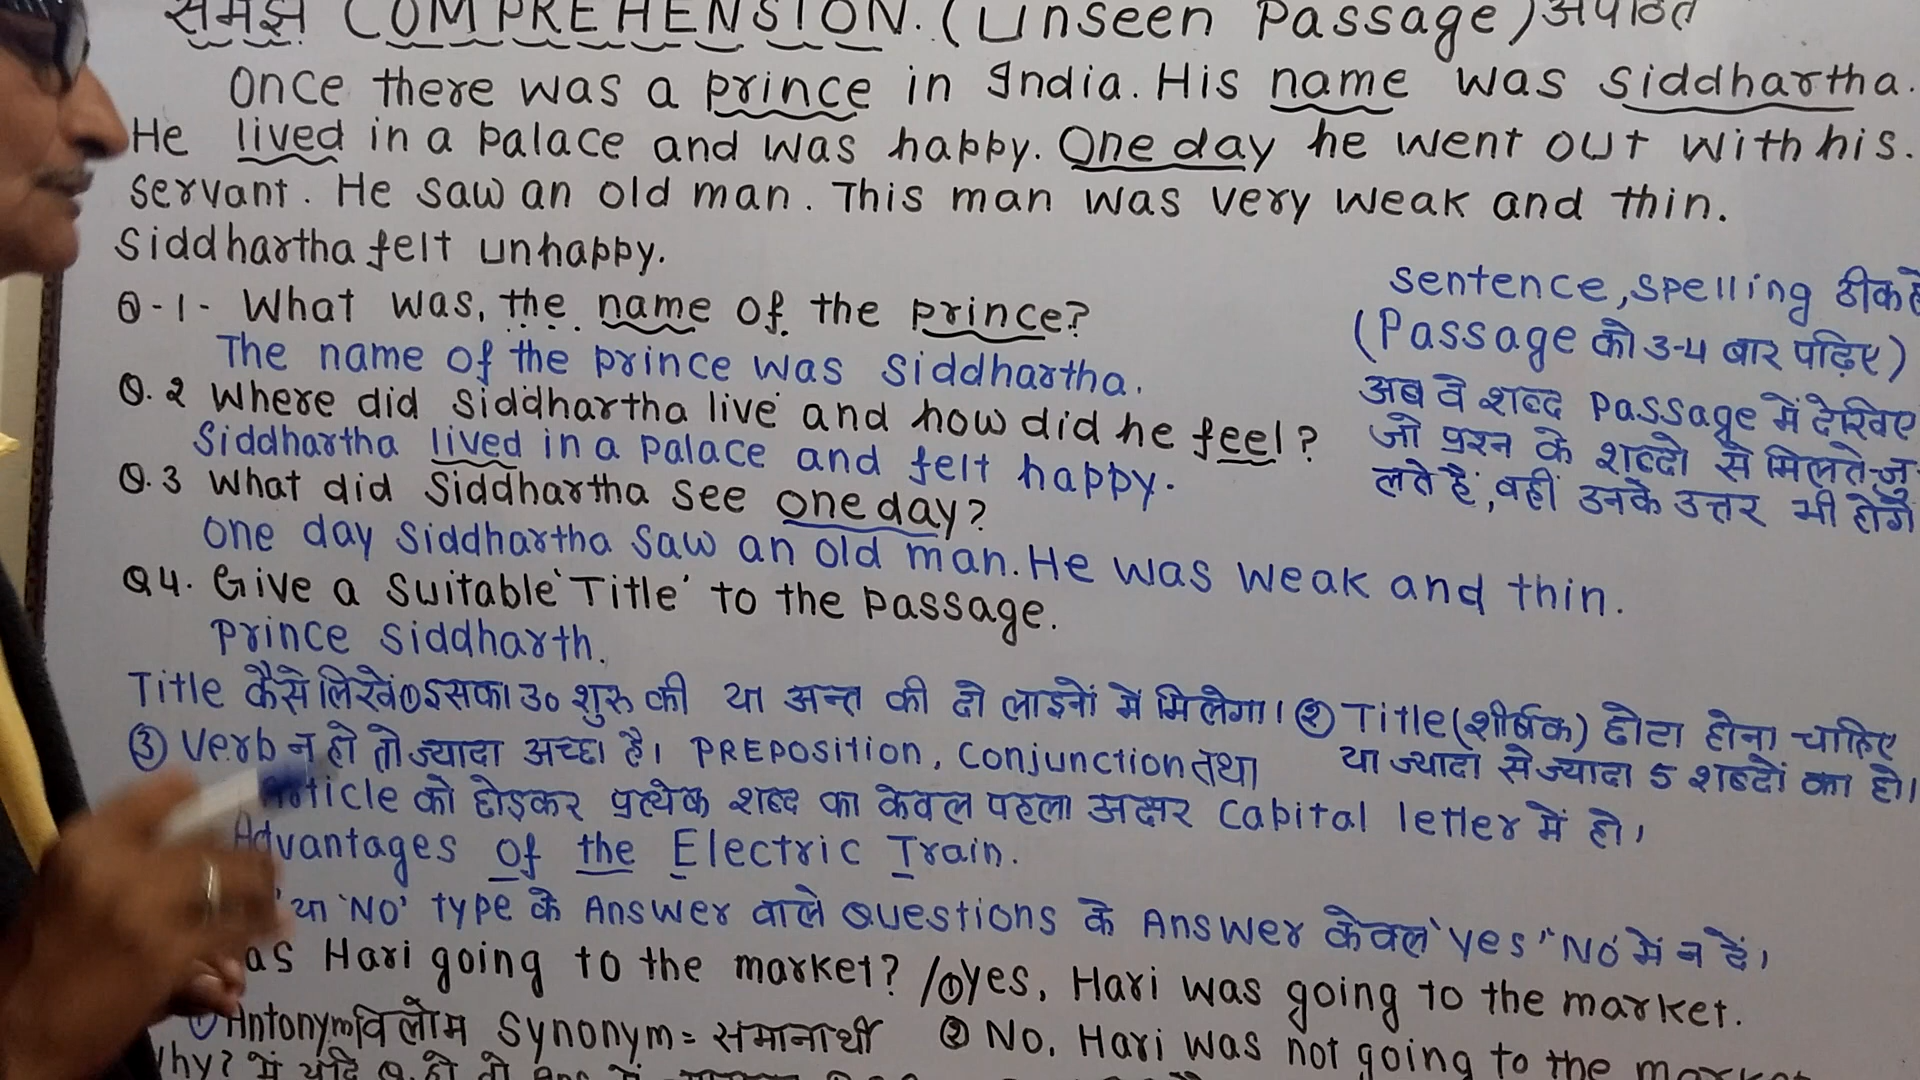 समझ COMPREHENSION. (Unseen Passage) अपठित
Once there was a prince in India. His name was Siddhartha.
He lived in a palace and was happy. One day he went out with his.
Servant. He saw an old man. This man was very weak and thin.
Siddhartha felt unhappy.
Q-1- What was, the name of the prince?
The name of the prince was Siddhartha.
Q.2 Where did Siddhartha live and how did he feel?
Siddhartha lived in a palace and felt happy.
Q.3 What did Siddhartha see one day?
One day Siddhartha saw an old man. He was weak and thin.
Q4. Give a suitable 'Title' to the passage.
Prince Siddharth.
sentence, spelling ठीक
(Passage को 3-4 बार पढ़िए)
अब वे शब्द Passage में देखिए
जो प्रश्न के शब्दो से मिलते-जु
लते हैं, वहीं उनके उत्तर भी होंगे
Title कैसे लिखें ① इसका उ० शुरू की या अन्त की दो लाइनों में मिलेगा। ② Title (शीर्षक) छोटा होना चाहिए
या ज्यादा से ज्यादा 5 शब्दों का हो।
③ Verb न हो तो ज्यादा अच्छा है। PREPOSition, Conjunction तथा
Article को छोड़कर प्रत्येक शब्द का केवल पहला अक्षर Capital letter में हो।
Advantages of the Electric Train.
या 'NO' type के Answer वाले Questions के Answer केवल 'yes' 'NO' में न दें।
as Hari going to the market? / ① Yes, Hari was going to the market.
① Antonym विलोम Synonym = समानार्थी ② No, Hari was not going to the market
hy? में यदि Q. हो तो Ans में